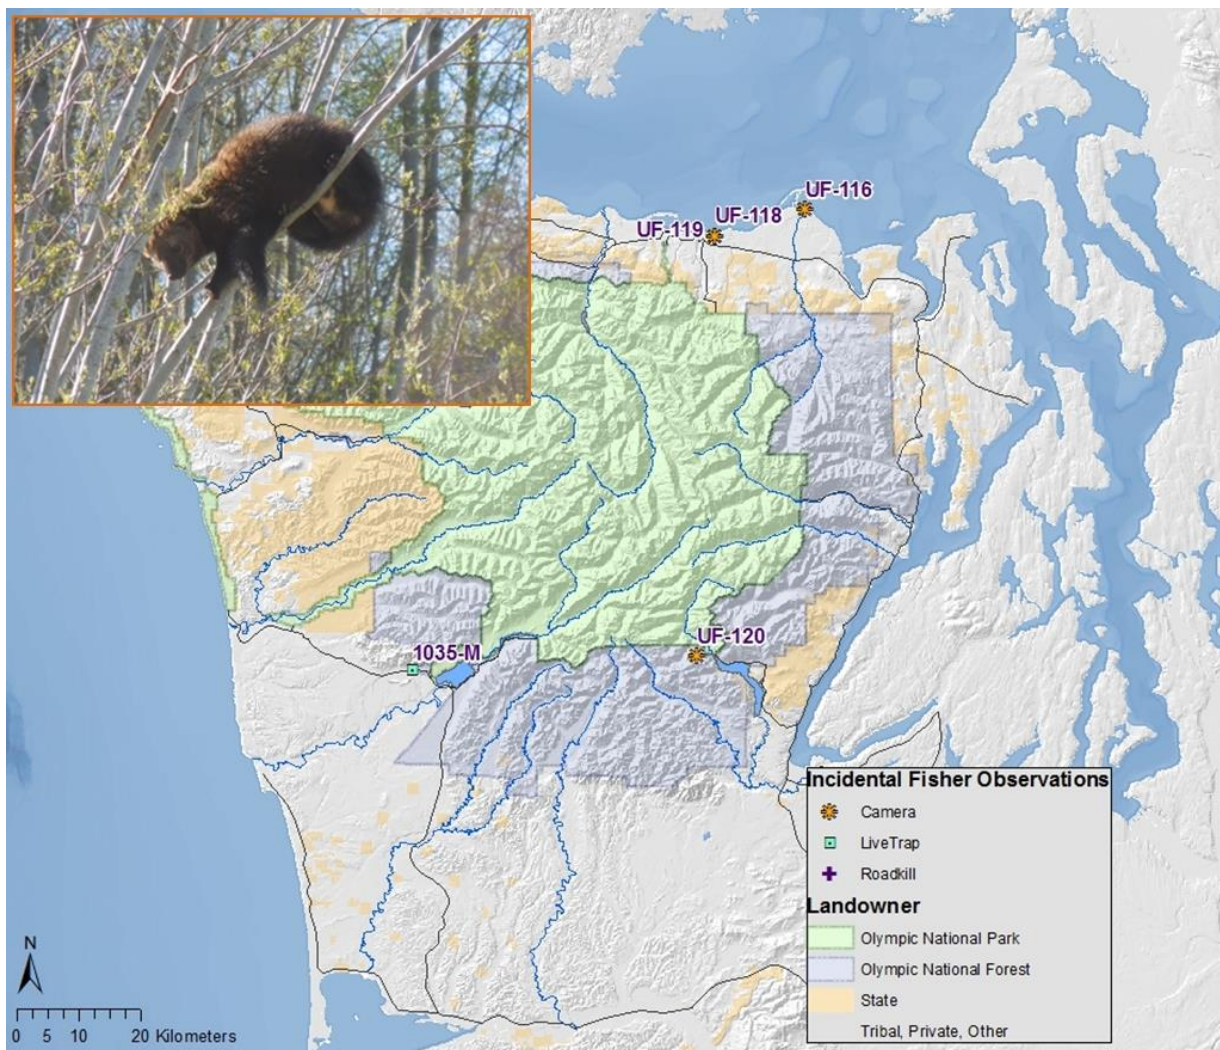 UF-116
UF-118
UF-119
UF-120
1035-M
Incidental Fisher Observations
Camera
LiveTrap
Roadkill
Landowner
Olympic National Park
Olympic National Forest
State
Tribal, Private, Other
N
0 5 10 20 Kilometers